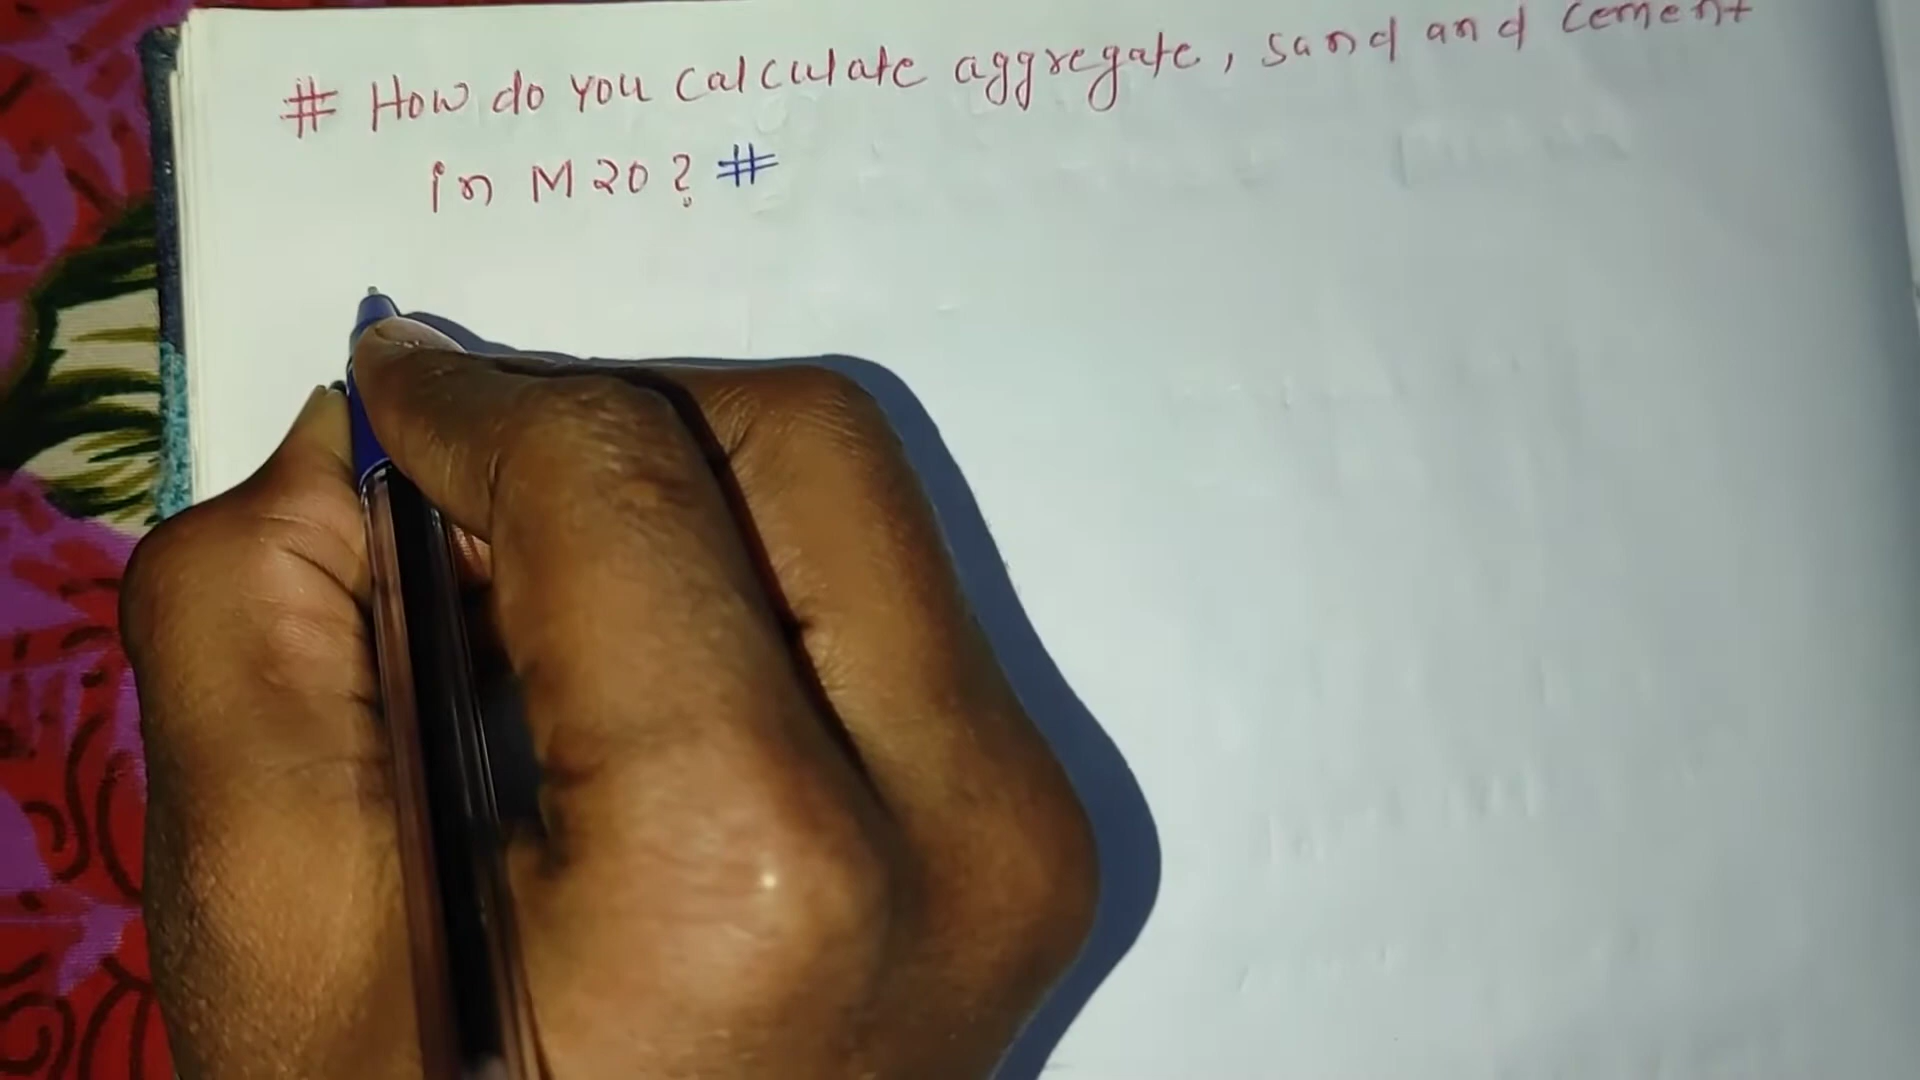 # How do you calculate aggregate, sand and cement
in M20? #